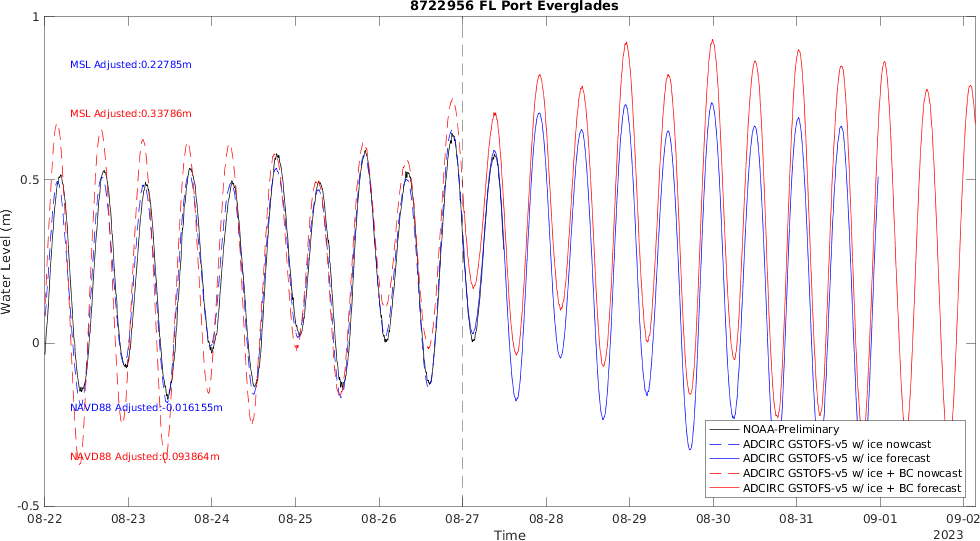 8722956 FL Port Everglades
1
MSL Adjusted:0.22785m
MSL Adjusted:0.33786m
0.5
Water Level (m)
0
NAVD88 Adjusted:-0.016155m
NAVD88 Adjusted:0.093864m
-0.5
NOAA-Preliminary
ADCIRC GSTOFS-v5 w/ ice nowcast
ADCIRC GSTOFS-v5 w/ ice forecast
ADCIRC GSTOFS-v5 w/ ice + BC nowcast
ADCIRC GSTOFS-v5 w/ ice + BC forecast
08-22 08-23 08-24 08-25 08-26 08-27 08-28 08-29 08-30 08-31 09-01 09-02
Time
2023